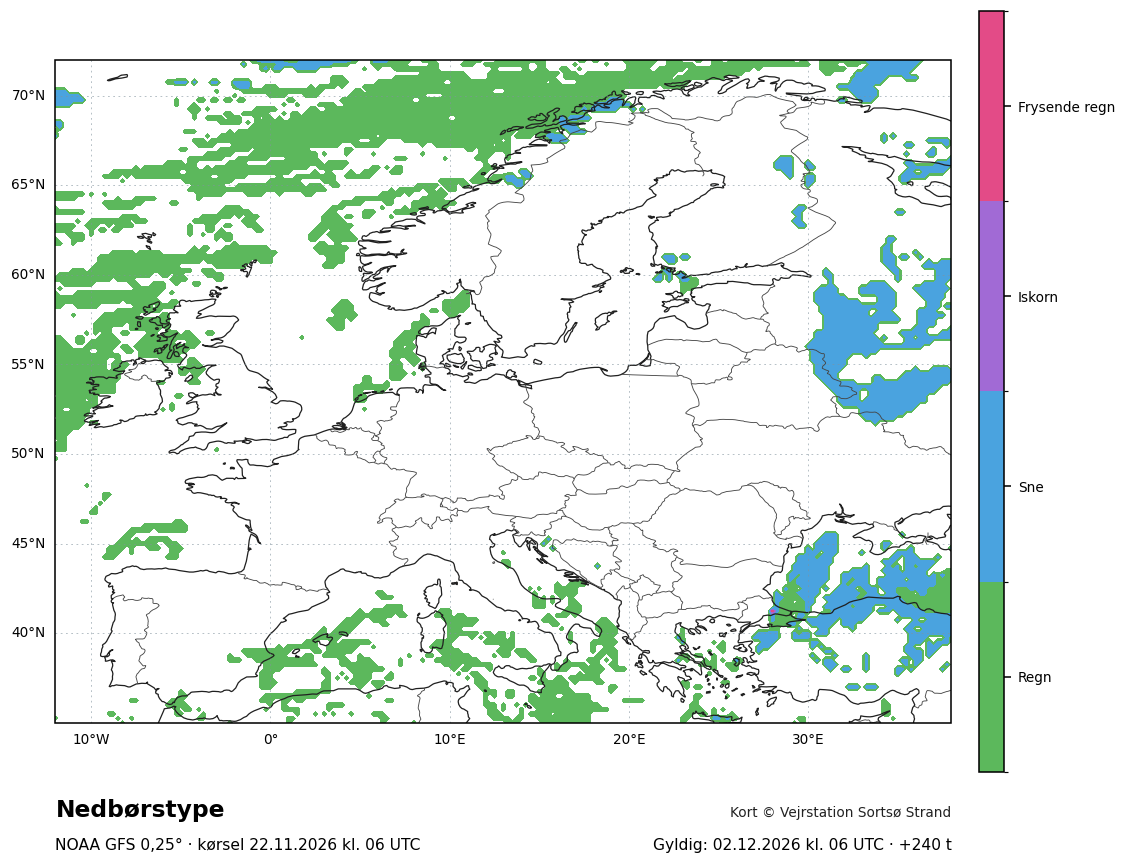 70°N
65°N
60°N
55°N
50°N
45°N
40°N
10°W
0°
10°E
20°E
30°E
Frysende regn
Iskorn
Sne
Regn
Nedbørstype
Kort © Vejrstation Sortsø Strand
NOAA GFS 0,25° · kørsel 22.11.2026 kl. 06 UTC
Gyldig: 02.12.2026 kl. 06 UTC · +240 t